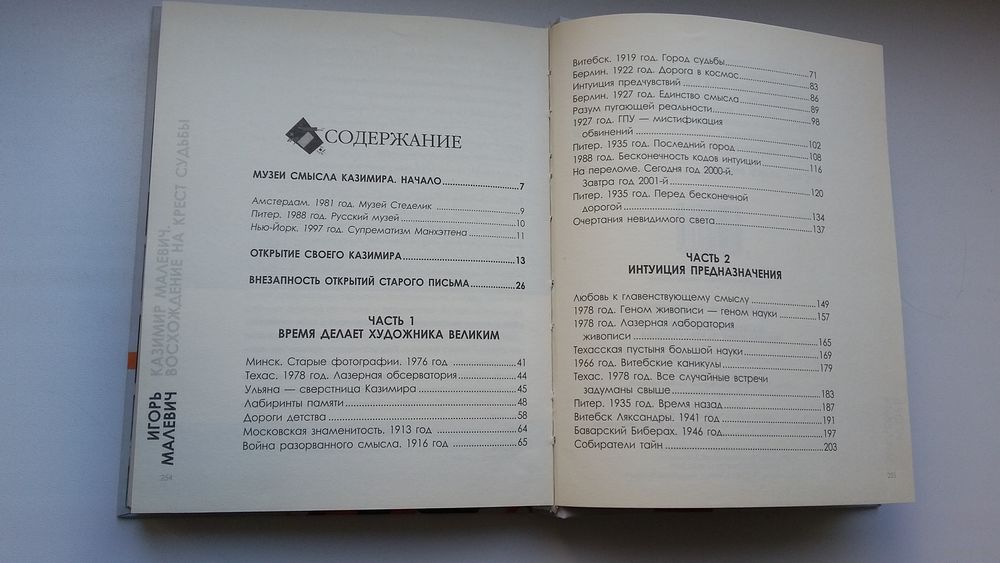 СОДЕРЖАНИЕ
МУЗЕИ СМЫСЛА КАЗИМИРА. НАЧАЛО....................7
Амстердам. 1981 год. Музей Стеделик ....................9
Питер. 1988 год. Русский музей....................10
Нью-Йорк. 1997 год. Супрематизм Манхэттена....................11
ОТКРЫТИЕ СВОЕГО КАЗИМИРА....................13
ВНЕЗАПНОСТЬ ОТКРЫТИЙ СТАРОГО ПИСЬМА....................26
ЧАСТЬ 1
ВРЕМЯ ДЕЛАЕТ ХУДОЖНИКА ВЕЛИКИМ
Минск. Старые фотографии. 1976 год ....................41
Техас. 1978 год. Лазерная обсерватория....................44
Ульяна — сверстница Казимира....................45
Лабиринты памяти....................48
Дороги детства....................58
Московская знаменитость. 1913 год ....................64
Война разорванного смысла. 1916 год ....................65
ИГОРЬ
МАЛЕВИЧ
КАЗИМИР МАЛЕВИЧ.
ВОСХОЖДЕНИЕ НА КРЕСТ СУДЬБЫ
254
Витебск. 1919 год. Город судьбы....................71
Берлин. 1922 год. Дорога в космос....................83
Интуиция предчувствий ....................86
Берлин. 1927 год. Единство смысла....................89
Разум пугающей реальности....................98
1927 год. ГПУ — мистификация
обвинений ....................102
Питер. 1935 год. Последний город ....................108
1988 год. Бесконечность кодов интуиции....................116
На переломе. Сегодня год 2000-й.
Завтра год 2001-й....................120
Питер. 1935 год. Перед бесконечной
дорогой....................134
Очертания невидимого света....................137
ЧАСТЬ 2
ИНТУИЦИЯ ПРЕДНАЗНАЧЕНИЯ
Любовь к главенствующему смыслу ....................149
1978 год. Геном живописи — геном науки ....................157
1978 год. Лазерная лаборатория
живописи....................165
Техасская пустыня большой науки....................169
1966 год. Витебские каникулы....................179
Техас. 1978 год. Все случайные встречи
задуманы свыше ....................183
Питер. 1935 год. Время назад....................187
Витебск Ляксандры. 1941 год ....................191
Баварский Биберах. 1946 год....................197
Собиратели тайн ....................203
255